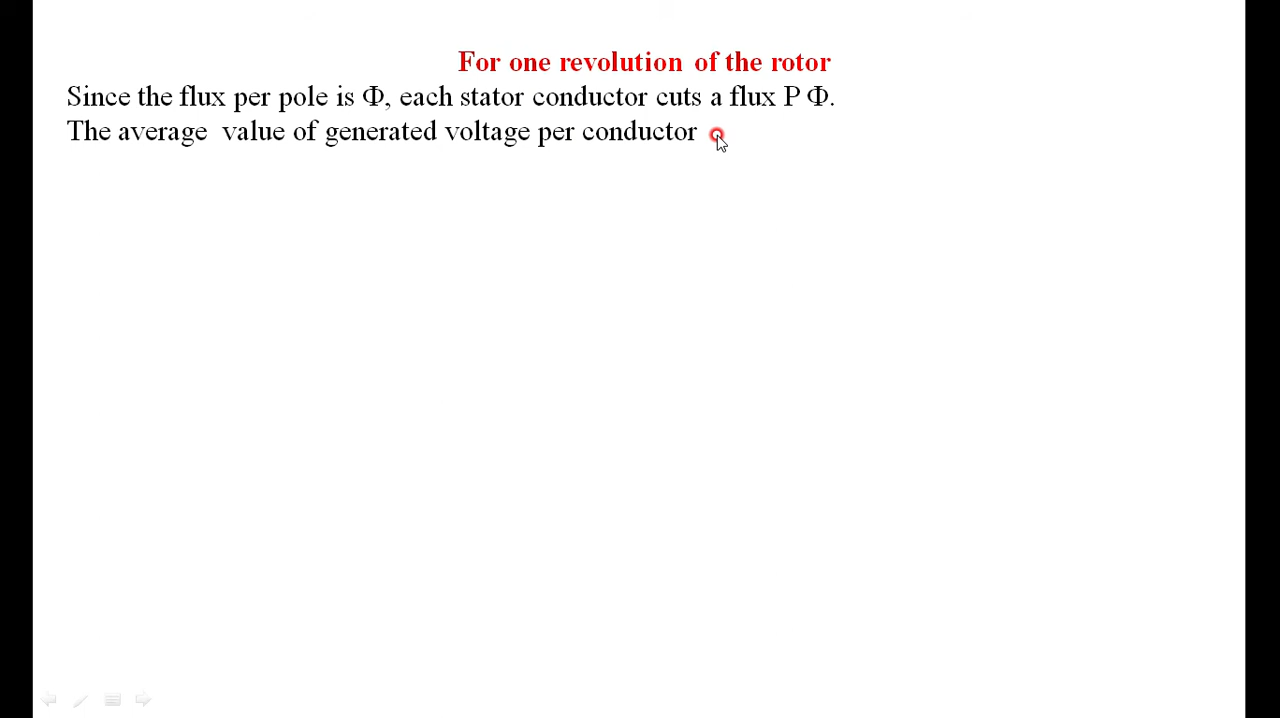 For one revolution of the rotor
Since the flux per pole is Φ, each stator conductor cuts a flux P Φ.
The average value of generated voltage per conductor